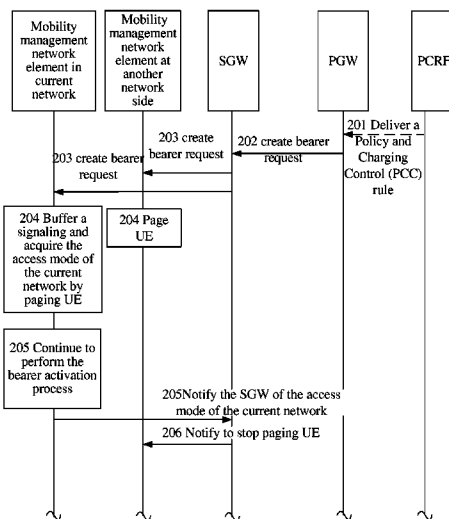 Mobility
management
network
element in
current
network
Mobility
management
network
element at
another
network
side
SGW
PGW
PCRF
201 Deliver a
Policy and
Charging
Control (PCC)
rule
202 create bearer
request
203 create
bearer request
203 create bearer
request
204 Buffer a
signaling and
acquire the
access mode of
the current
network by
paging UE
204 Page
UE
205 Continue to
perform the
bearer activation
process
205Notify the SGW of the access
mode of the current network
206 Notify to stop paging UE